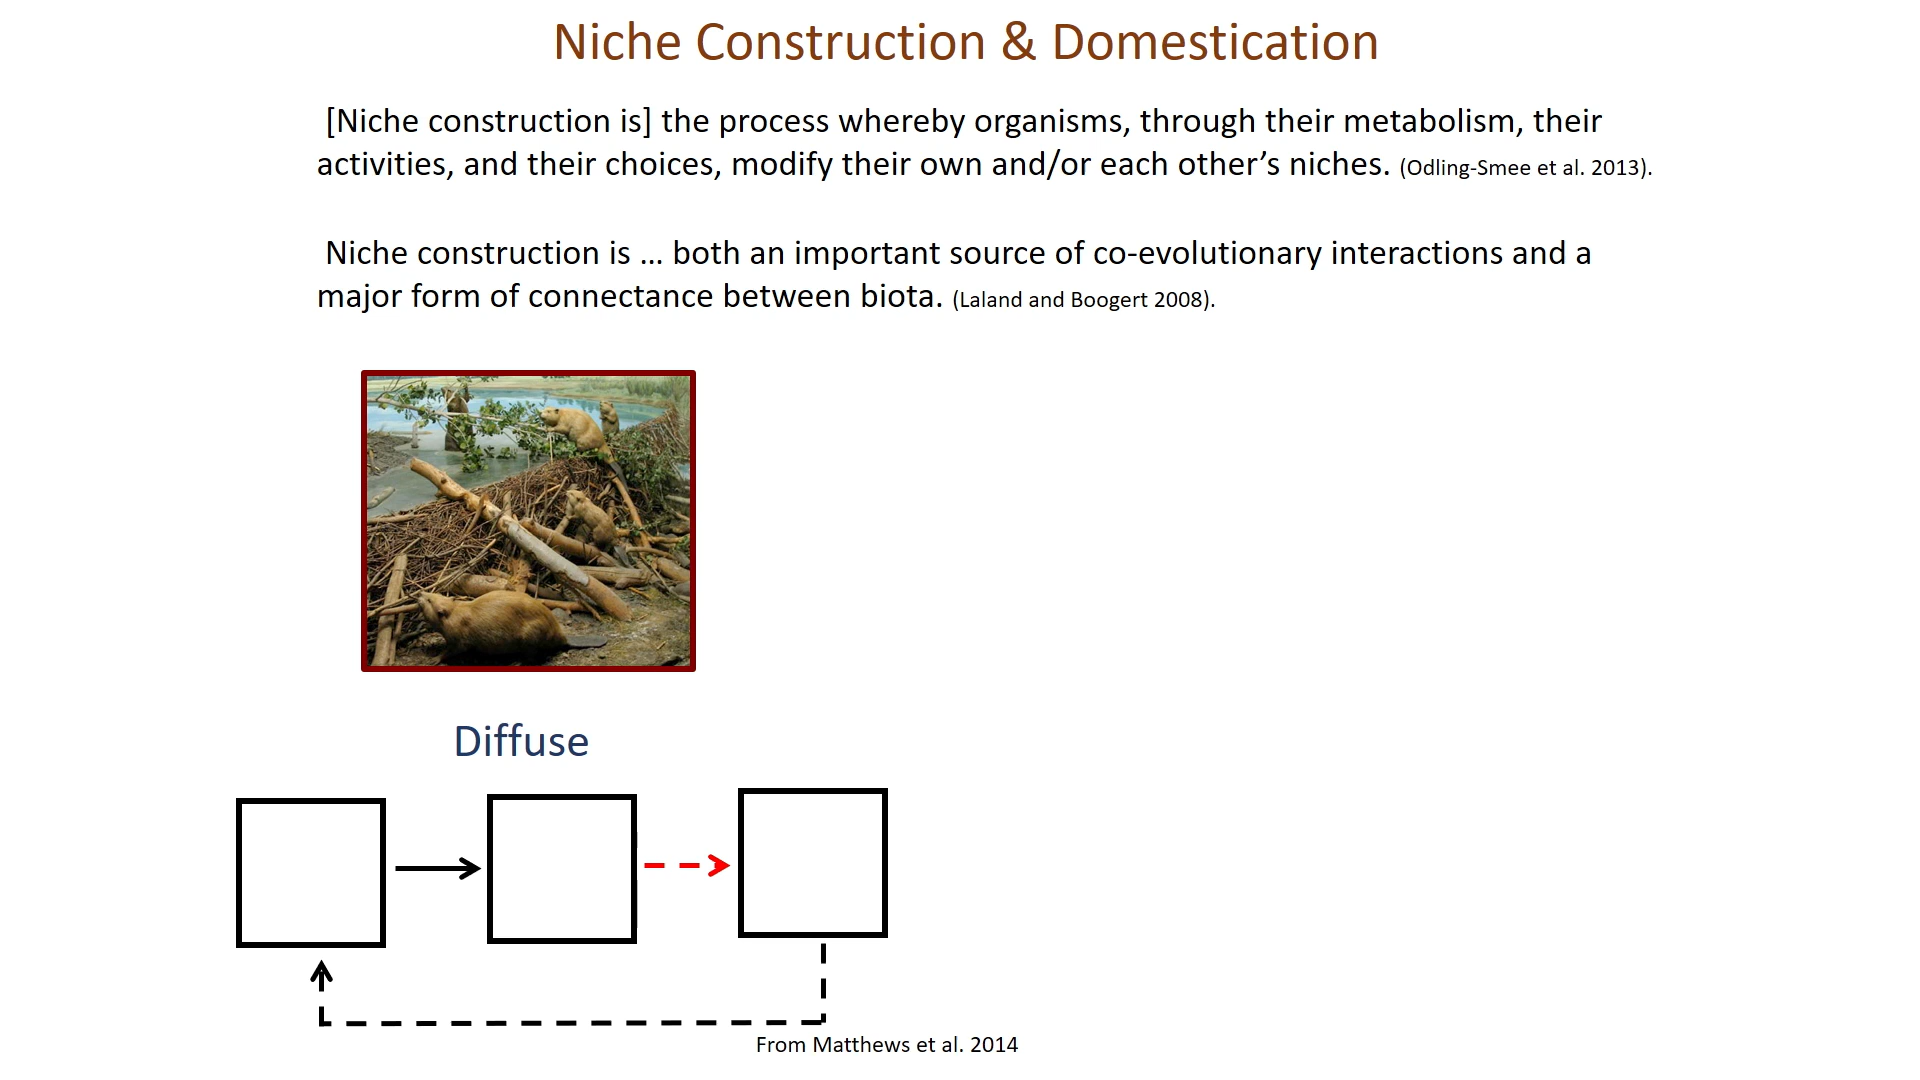 Niche Construction & Domestication
[Niche construction is] the process whereby organisms, through their metabolism, their
activities, and their choices, modify their own and/or each other’s niches. (Odling-Smee et al. 2013).
Niche construction is … both an important source of co-evolutionary interactions and a
major form of connectance between biota. (Laland and Boogert 2008).
Diffuse
From Matthews et al. 2014